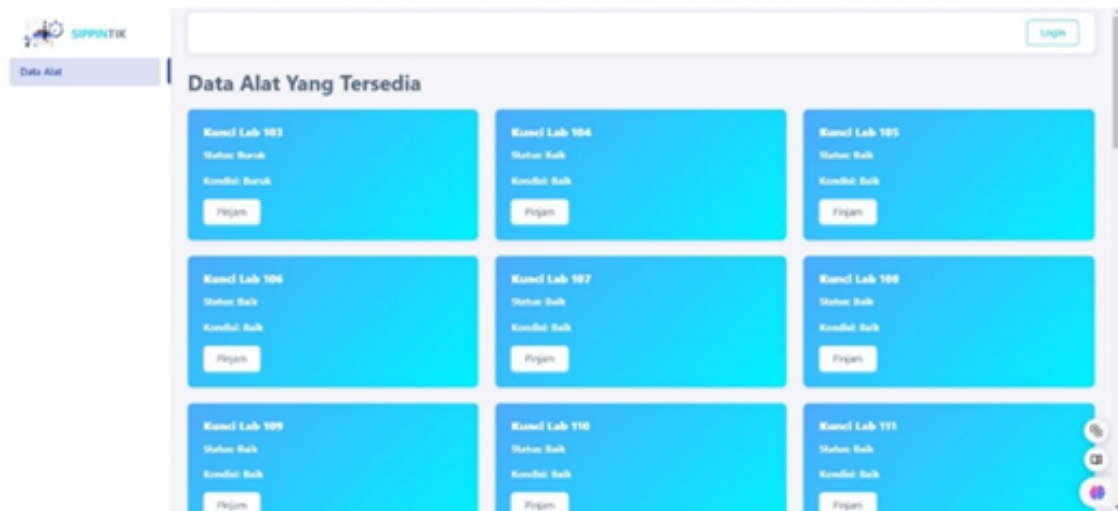 SIPPINTIK
Login
Data Alat
Data Alat Yang Tersedia
Kunci Lab 103
Status: Buruk
Kondisi: Buruk
Pinjam
Kunci Lab 104
Status: Baik
Kondisi: Baik
Pinjam
Kunci Lab 105
Status: Baik
Kondisi: Baik
Pinjam
Kunci Lab 106
Status: Baik
Kondisi: Baik
Pinjam
Kunci Lab 107
Status: Baik
Kondisi: Baik
Pinjam
Kunci Lab 108
Status: Baik
Kondisi: Baik
Pinjam
Kunci Lab 109
Status: Baik
Kondisi: Baik
Pinjam
Kunci Lab 110
Status: Baik
Kondisi: Baik
Pinjam
Kunci Lab 111
Status: Baik
Kondisi: Baik
Pinjam